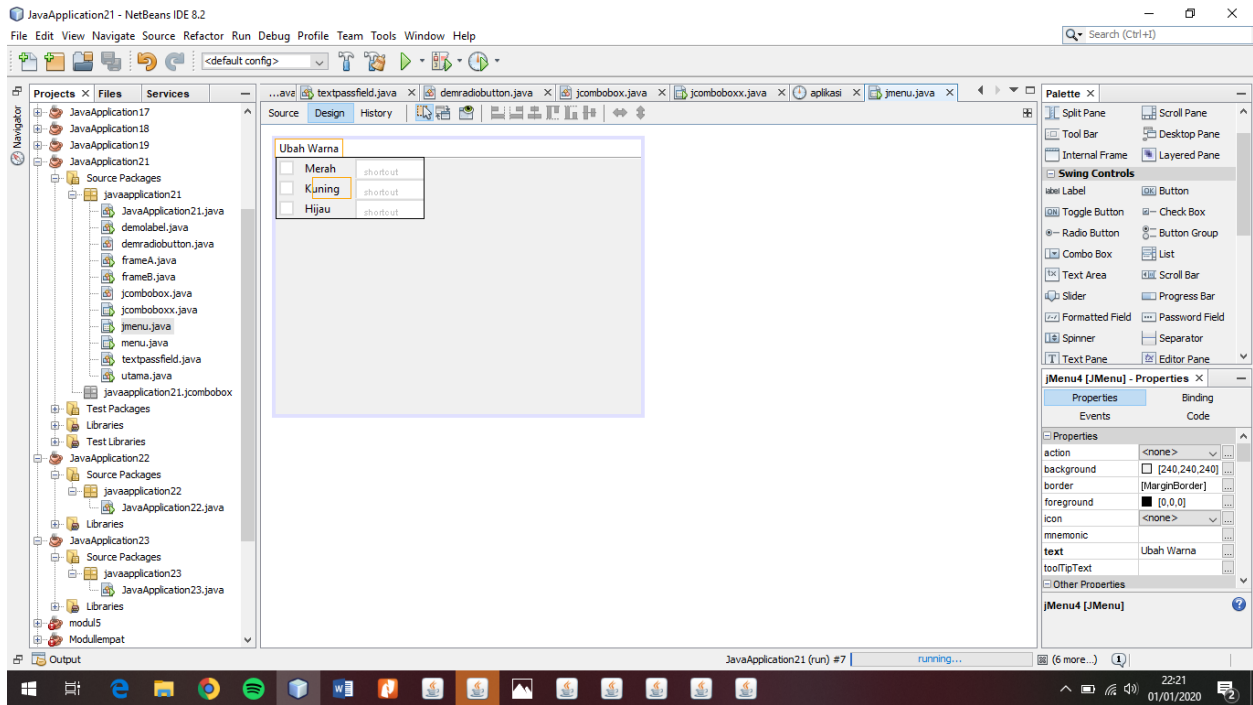 JavaApplication21 - NetBeans IDE 8.2
File Edit View Navigate Source Refactor Run Debug Profile Team Tools Window Help
Search (Ctrl+I)
<default config>
Projects Files Services
Navigator
JavaApplication17
JavaApplication18
JavaApplication19
JavaApplication21
Source Packages
javaapplication21
JavaApplication21.java
demolabel.java
demradiobutton.java
frameA.java
frameB.java
jcombobox.java
jcomboboxx.java
jmenu.java
menu.java
textpassfield.java
utama.java
javaapplication21.jcombobox
Test Packages
Libraries
Test Libraries
JavaApplication22
Source Packages
javaapplication22
JavaApplication22.java
Libraries
JavaApplication23
Source Packages
javaapplication23
JavaApplication23.java
Libraries
modul5
Modullempat
...ava textpassfield.java demradiobutton.java jcombobox.java jcomboboxx.java aplikasi jmenu.java
Source Design History
Ubah Warna
Merah shortcut
Kuning shortcut
Hijau shortcut
Palette
Split Pane Scroll Pane
Tool Bar Desktop Pane
Internal Frame Layered Pane
Swing Controls
label Label OK Button
ON Toggle Button Check Box
Radio Button Button Group
Combo Box List
Text Area Scroll Bar
Slider Progress Bar
Formatted Field Password Field
Spinner Separator
Text Pane Editor Pane
jMenu4 [JMenu] - Properties
Properties Binding
Events Code
Properties
action <none> ...
background [240,240,240] ...
border [MarginBorder] ...
foreground [0,0,0] ...
icon <none> ...
mnemonic ...
text Ubah Warna ...
toolTipText ...
Other Properties
jMenu4 [JMenu]
Output
JavaApplication21 (run) #7 running... (6 more...) 1
22:21
01/01/2020
2